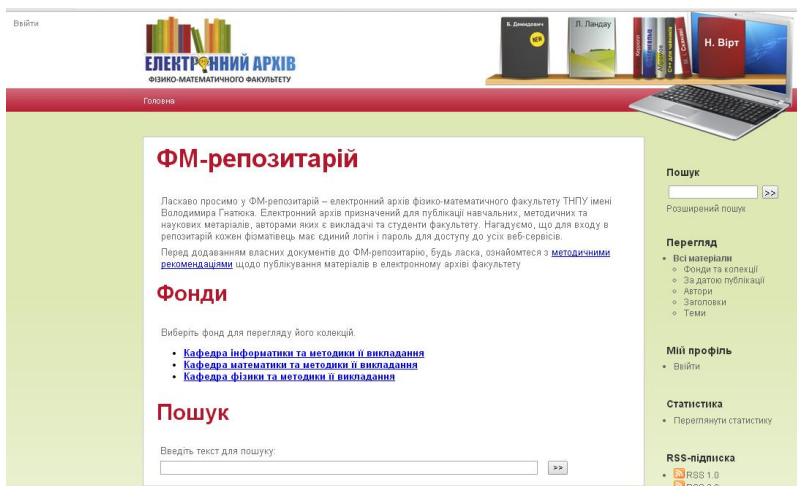 Ввійти
ЕЛЕКТРОННИЙ АРХІВ
ФІЗИКО-МАТЕМАТИЧНОГО ФАКУЛЬТЕТУ
Б. Демидович
NEW
Л. Ландау
С++ для чайників
Н. Вірт
Головна
ФМ-репозитарій
Ласкаво просимо у ФМ-репозитарій – електронний архів фізико-математичного факультету ТНПУ імені
Володимира Гнатюка. Електронний архів призначений для публікації навчальних, методичних та
наукових метаріалів, авторами яких є викладачі та студенти факультету. Нагадуємо, що для входу в
репозитарій кожен фізматівець має єдиний логін і пароль для доступу до усіх веб-сервісів.
Перед додаванням власних документів до ФМ-репозитарію, будь ласка, ознайомтеся з методичними
рекомендаціями щодо публікування матеріалів в електронному архіві факультету
Фонди
Виберіть фонд для перегляду його колекцій.
Кафедра інформатики та методики її викладання
Кафедра математики та методики її викладання
Кафедра фізики та методики її викладання
Пошук
Введіть текст для пошуку:
>>
Пошук
>>
Розширений пошук
Перегляд
Всі матеріали
Фонди та колекції
За датою публікації
Автори
Заголовки
Теми
Мій профіль
Ввійти
Статистика
Переглянути статистику
RSS-підписка
RSS 1.0